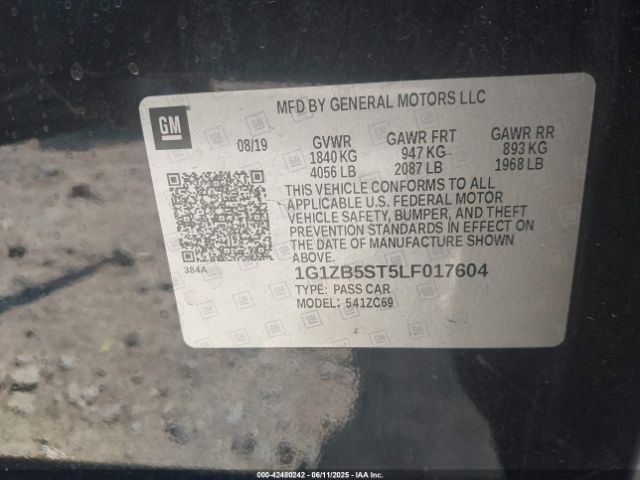 MFD BY GENERAL MOTORS LLC
GM
08/19
GVWR
1840 KG
4056 LB
GAWR FRT
947 KG
2087 LB
GAWR RR
893 KG
1968 LB
THIS VEHICLE CONFORMS TO ALL
APPLICABLE U.S. FEDERAL MOTOR
VEHICLE SAFETY, BUMPER, AND THEFT
PREVENTION STANDARDS IN EFFECT ON
THE DATE OF MANUFACTURE SHOWN
ABOVE.
384A
1G1ZB5ST5LF017604
TYPE: PASS CAR
MODEL: 541ZC69
© IAA - 42480242 - 06/11/2025 - IAAI.COM